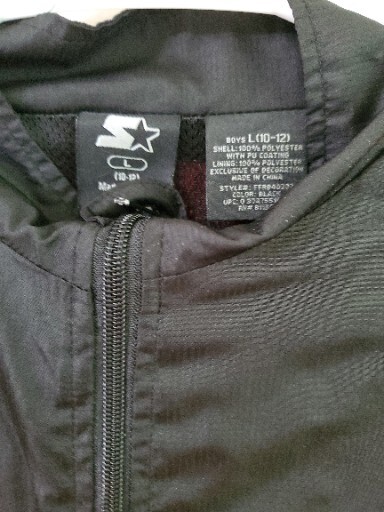 L
(10-12)
BOYS L(10-12)
SHELL: 100% POLYESTER
WITH PU COATING
LINING: 100% POLYESTER
EXCLUSIVE OF DECORATION
MADE IN CHINA
COLOR: BLACK